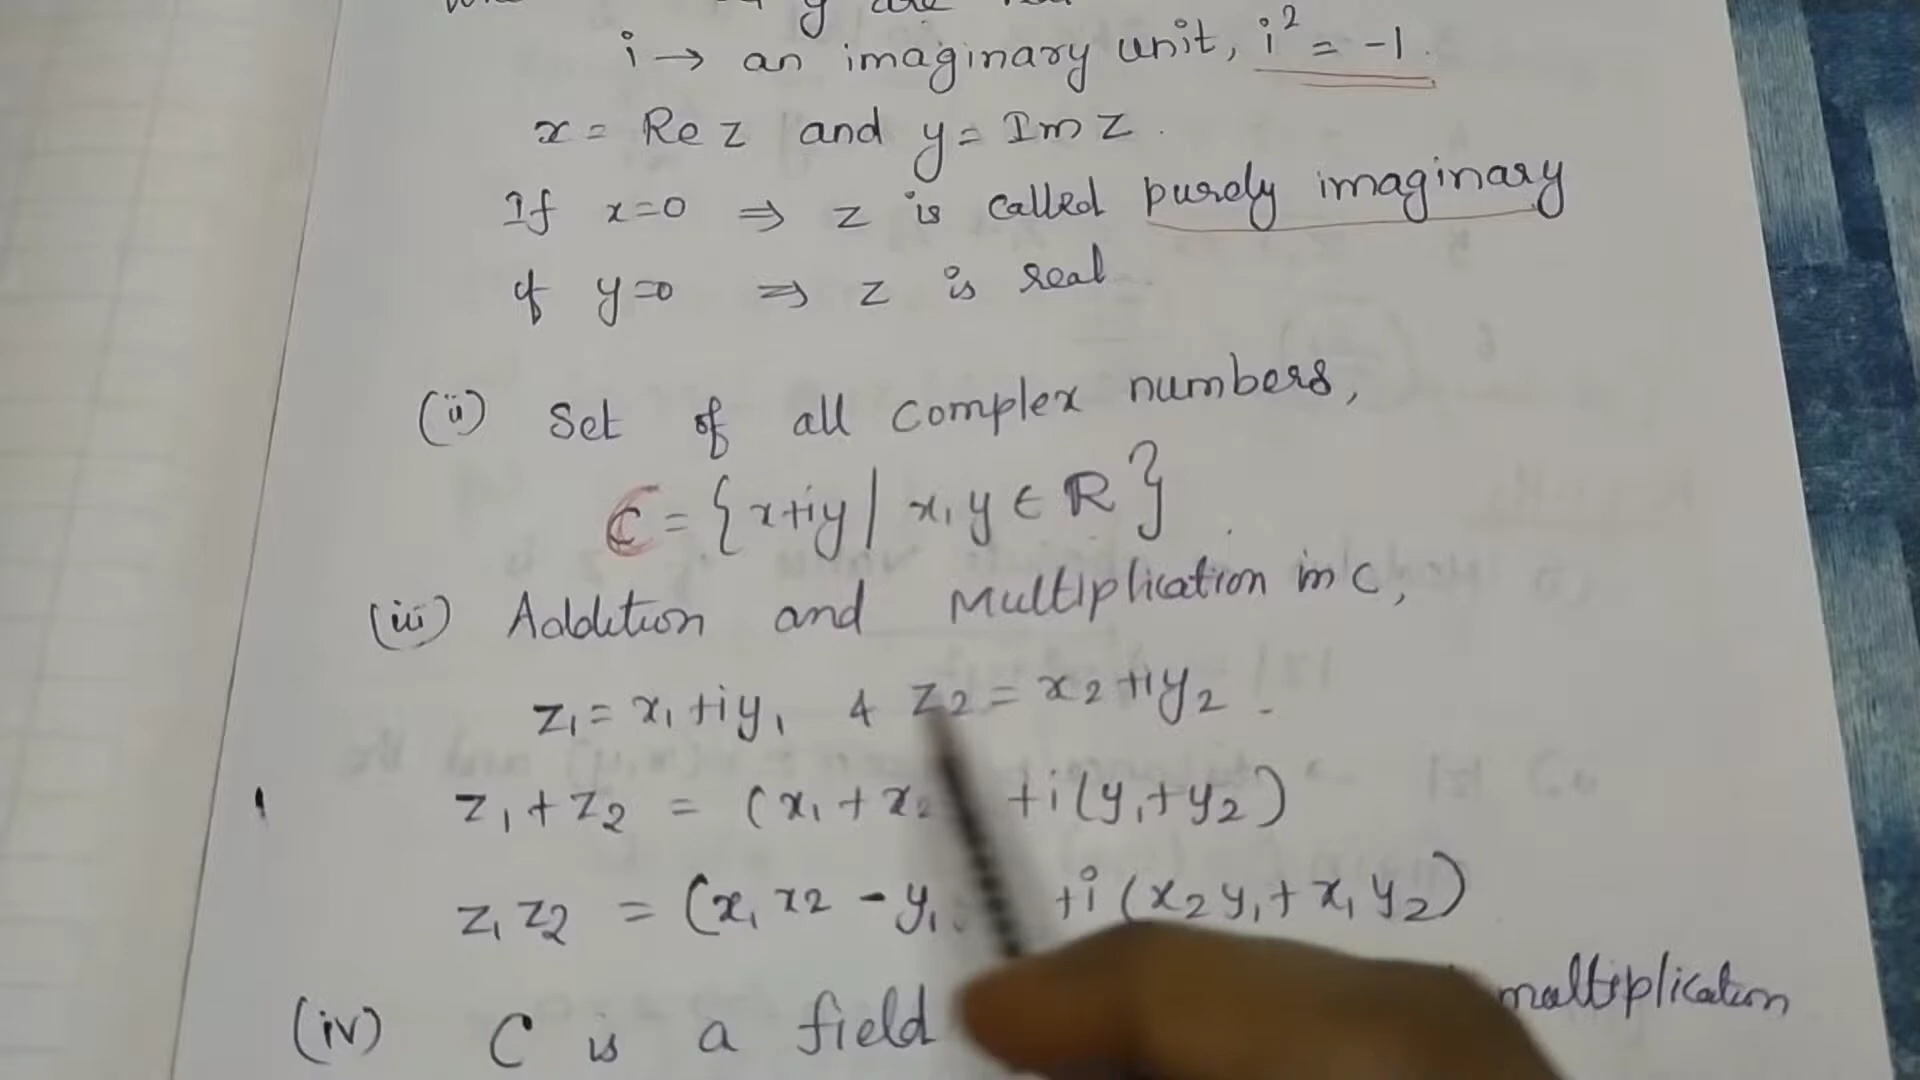 y are
i → an imaginary unit, i² = -1.
x = Re z and y = Im z.
If x=0 ⇒ z is called purely imaginary
if y=0 ⇒ z is real
(ii) Set of all complex numbers,
C = {x+iy | x, y ∈ R}.
(iii) Addition and Multiplication in C,
z₁ = x₁+iy₁ & z₂ = x₂+iy₂.
z₁+z₂ = (x₁+x₂ +i(y₁+y₂)
z₁z₂ = (x₁x₂ - y₁ +i(x₂y₁+x₁y₂)
(iv) C is a field multiplication